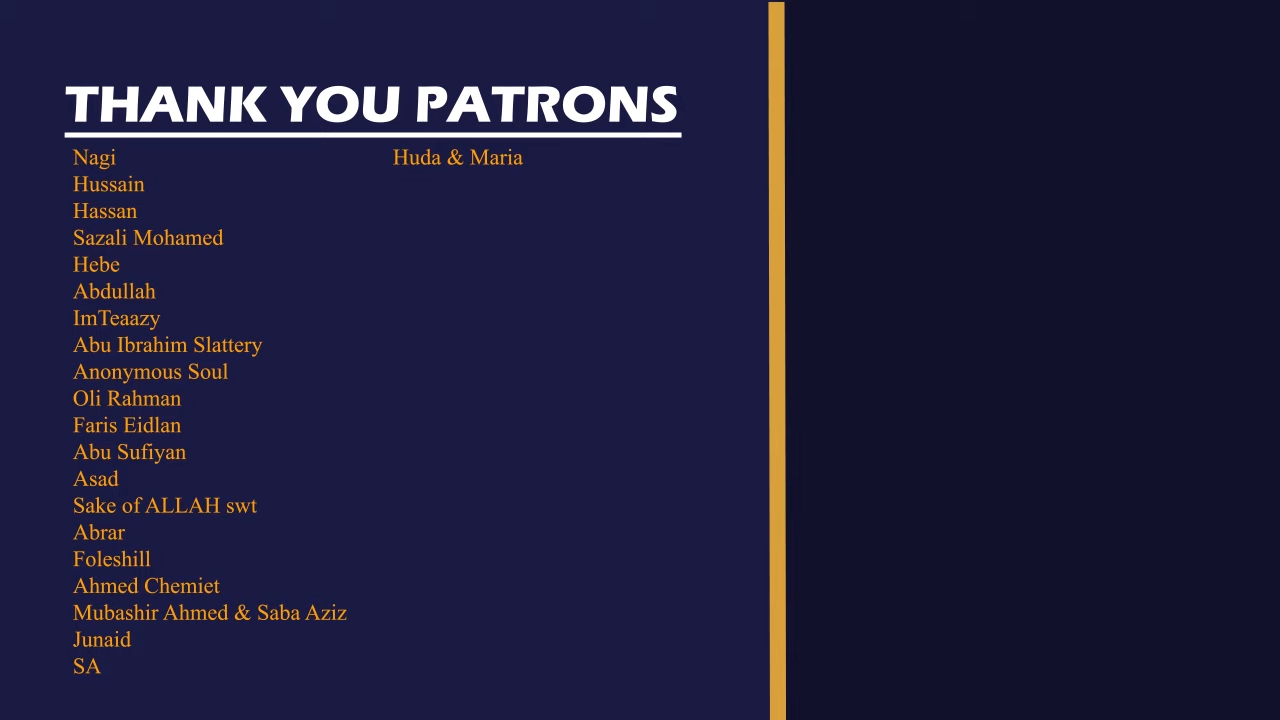 THANK YOU PATRONS
Nagi
Hussain
Hassan
Sazali Mohamed
Hebe
Abdullah
ImTeaazy
Abu Ibrahim Slattery
Anonymous Soul
Oli Rahman
Faris Eidlan
Abu Sufiyan
Asad
Sake of ALLAH swt
Abrar
Foleshill
Ahmed Chemiet
Mubashir Ahmed & Saba Aziz
Junaid
SA
Huda & Maria